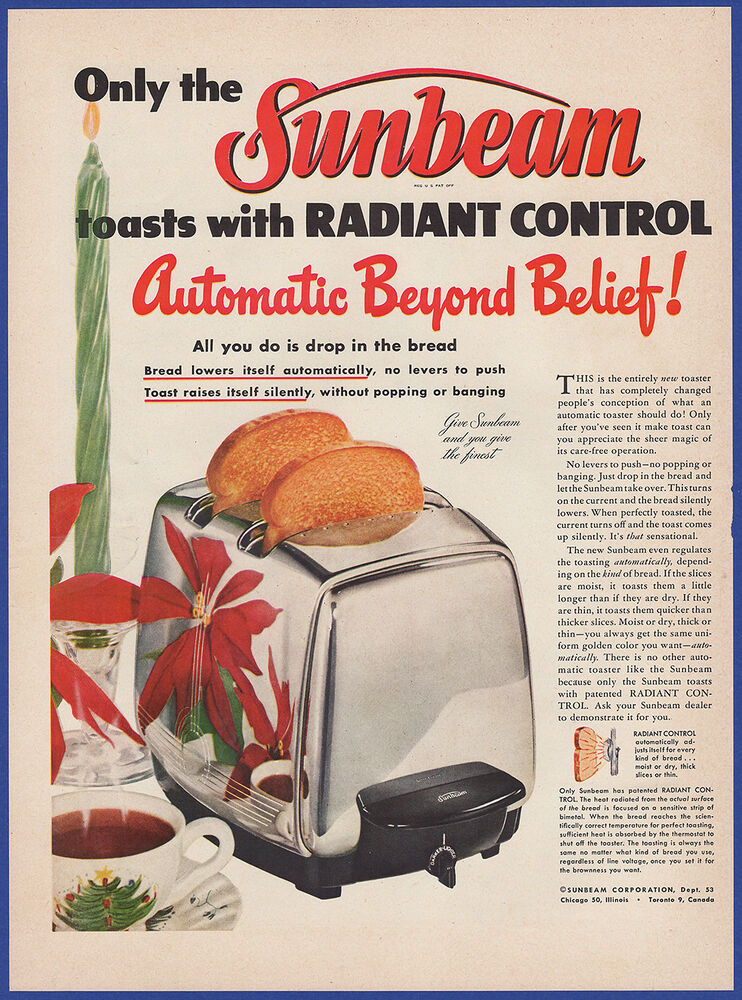 Only the
Sunbeam
REG U S PAT OFF
toasts with RADIANT CONTROL
Automatic Beyond Belief!
All you do is drop in the bread
Bread lowers itself automatically, no levers to push
Toast raises itself silently, without popping or banging
Give Sunbeam
and you give
the finest
THIS is the entirely new toaster
that has completely changed
people's conception of what an
automatic toaster should do! Only
after you've seen it make toast can
you appreciate the sheer magic of
its care-free operation.
No levers to push—no popping or
banging. Just drop in the bread and
let the Sunbeam take over. This turns
on the current and the bread silently
lowers. When perfectly toasted, the
current turns off and the toast comes
up silently. It's that sensational.
The new Sunbeam even regulates
the toasting automatically, depend-
ing on the kind of bread. If the slices
are moist, it toasts them a little
longer than if they are dry. If they
are thin, it toasts them quicker than
thicker slices. Moist or dry, thick or
thin—you always get the same uni-
form golden color you want—auto-
matically. There is no other auto-
matic toaster like the Sunbeam
because only the Sunbeam toasts
with patented RADIANT CON-
TROL. Ask your Sunbeam dealer
to demonstrate it for you.
RADIANT CONTROL
automatically ad-
justs itself for every
kind of bread . . .
moist or dry, thick
slices or thin.
Only Sunbeam has patented RADIANT CON-
TROL. The heat radiated from the actual surface
of the bread is focused on a sensitive strip of
bimetal. When the bread reaches the scien-
tifically correct temperature for perfect toasting,
sufficient heat is absorbed by the thermostat to
shut off the toaster. The toasting is always the
same no matter what kind of bread you use,
regardless of line voltage, once you set it for
the brownness you want.
©SUNBEAM CORPORATION, Dept. 53
Chicago 50, Illinois • Toronto 9, Canada
Sunbeam
DARKER-LIGHTER